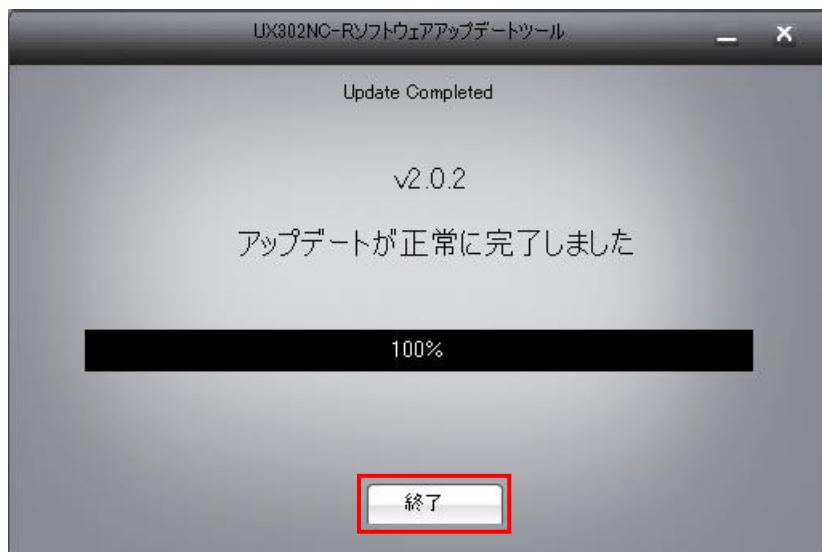 UX302NC-Rソフトウェアアップデートツール
Update Completed
v2.0.2
アップデートが正常に完了しました
100%
終了